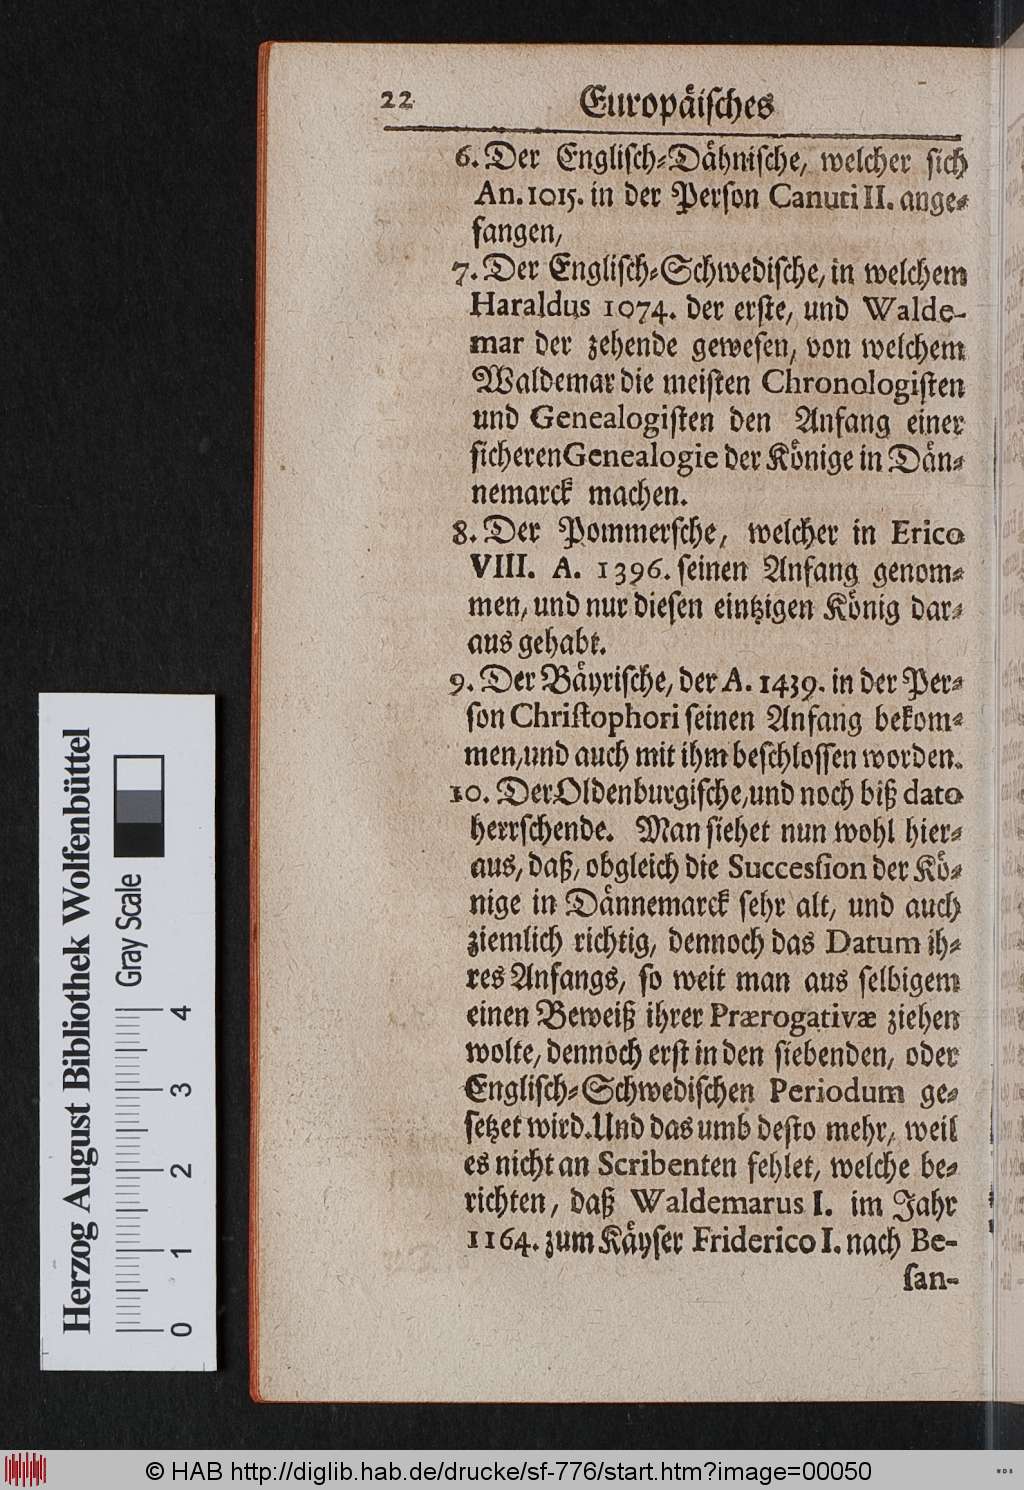 22 Europäisches
6. Der Englisch-Dähnische, welcher sich
An. 1015. in der Person Canuti II. ange-
fangen,
7. Der Englisch-Schwedische, in welchem
Haraldus 1074. der erste, und Walde-
mar der zehende gewesen, von welchem
Waldemar die meisten Chronologisten
und Genealogisten den Anfang einer
sicheren Genealogie der Könige in Dän-
nemarck machen.
8. Der Pommersche, welcher in Erico
VIII. A. 1396. seinen Anfang genom-
men, und nur diesen eintzigen König dar-
aus gehabt.
9. Der Bäyrische, der A. 1439. in der Per-
son Christophori seinen Anfang bekom-
men, und auch mit ihm beschlossen worden.
10. Der Oldenburgische, und noch biß dato
herrschende. Man siehet nun wohl hier-
aus, daß, obgleich die Succession der Kö-
nige in Dännemarck sehr alt, und auch
ziemlich richtig, dennoch das Datum ih-
res Anfangs, so weit man aus selbigem
einen Beweiß ihrer Prærogativæ ziehen
wolte, dennoch erst in den siebenden, oder
Englisch-Schwedischen Periodum ge-
setzet wird. Und das umb desto mehr, weil
es nicht an Scribenten fehlet, welche be-
richten, daß Waldemarus I. im Jahr
1164. zum Käyser Friderico I. nach Be-
san-
Herzog August Bibliothek Wolfenbüttel
Gray Scale
0 1 2 3 4
© HAB http://diglib.hab.de/drucke/sf-776/start.htm?image=00050